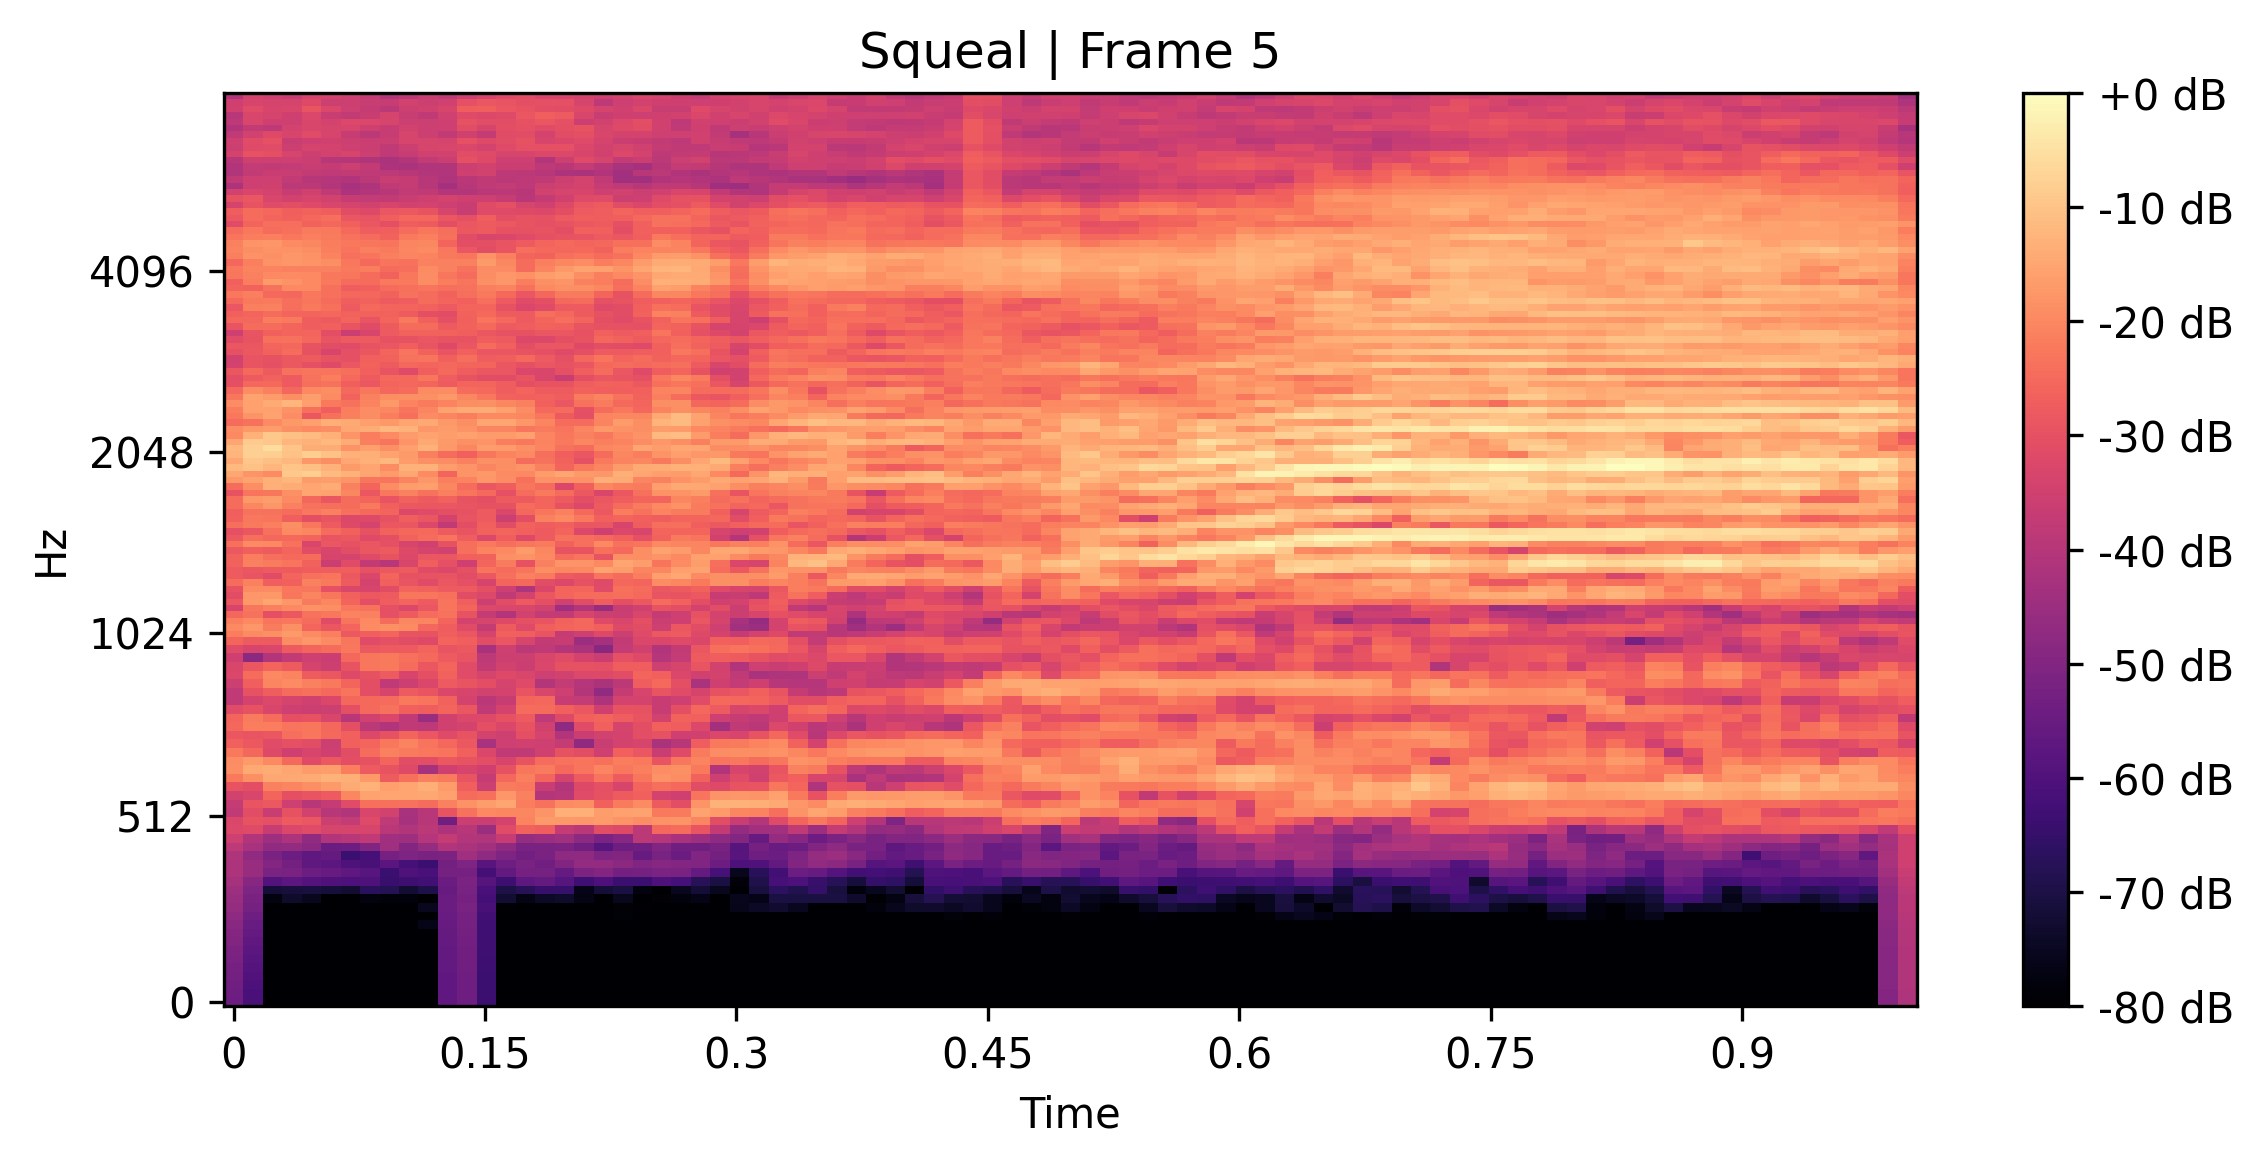 Squeal | Frame 5
+0 dB
-10 dB
-20 dB
-30 dB
-40 dB
-50 dB
-60 dB
-70 dB
-80 dB
Hz
4096
2048
1024
512
0
0 0.15 0.3 0.45 0.6 0.75 0.9
Time